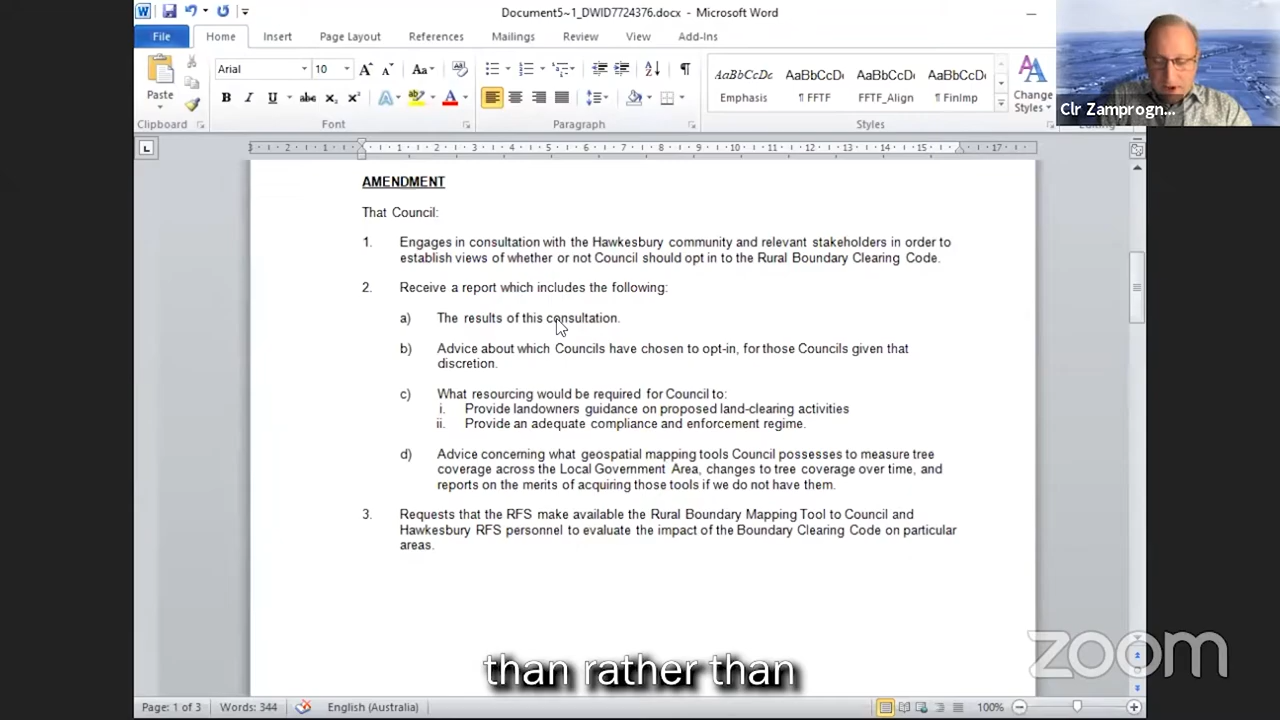 Document5~1_DWID7724376.docx - Microsoft Word
File Home Insert Page Layout References Mailings Review View Add-Ins
Arial 10
Paste
AaBbCcDc AaBbCcDt AaBbCcDt AaBbCcDt
Emphasis ¶ FFTF FFTF_Align ¶ FinImp
Change
Styles
Clipboard Font Paragraph Styles Editing
Clr Zamprogn...
AMENDMENT
That Council:
1. Engages in consultation with the Hawkesbury community and relevant stakeholders in order to
establish views of whether or not Council should opt in to the Rural Boundary Clearing Code.
2. Receive a report which includes the following:
a) The results of this consultation.
b) Advice about which Councils have chosen to opt-in, for those Councils given that
discretion.
c) What resourcing would be required for Council to:
i. Provide landowners guidance on proposed land-clearing activities
ii. Provide an adequate compliance and enforcement regime.
d) Advice concerning what geospatial mapping tools Council possesses to measure tree
coverage across the Local Government Area, changes to tree coverage over time, and
reports on the merits of acquiring those tools if we do not have them.
3. Requests that the RFS make available the Rural Boundary Mapping Tool to Council and
Hawkesbury RFS personnel to evaluate the impact of the Boundary Clearing Code on particular
areas.
than rather than
zoom
Page: 1 of 3 Words: 344 English (Australia) 100%